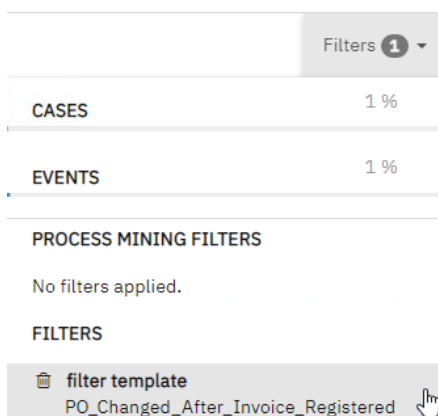 Filters 1
CASES 1 %
EVENTS 1 %
PROCESS MINING FILTERS
No filters applied.
FILTERS
filter template
PO_Changed_After_Invoice_Registered